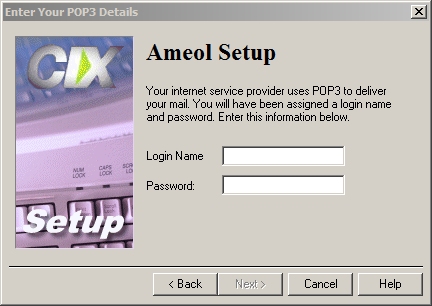 Enter Your POP3 Details
CIX
Ameol Setup
Your internet service provider uses POP3 to deliver
your mail. You will have been assigned a login name
and password. Enter this information below.
Login Name
Password:
NUM
LOCK
CAPS
LOCK
SCROLL
LOCK
Setup
< Back
Next >
Cancel
Help